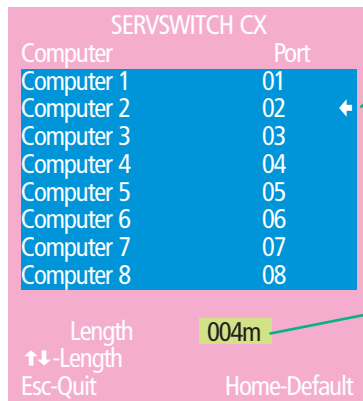 SERVSWITCH CX
Computer Port
Computer 1 01
Computer 2 02
Computer 3 03
Computer 4 04
Computer 5 05
Computer 6 06
Computer 7 07
Computer 8 08
Length 004m
↑↓-Length
Esc-Quit Home-Default